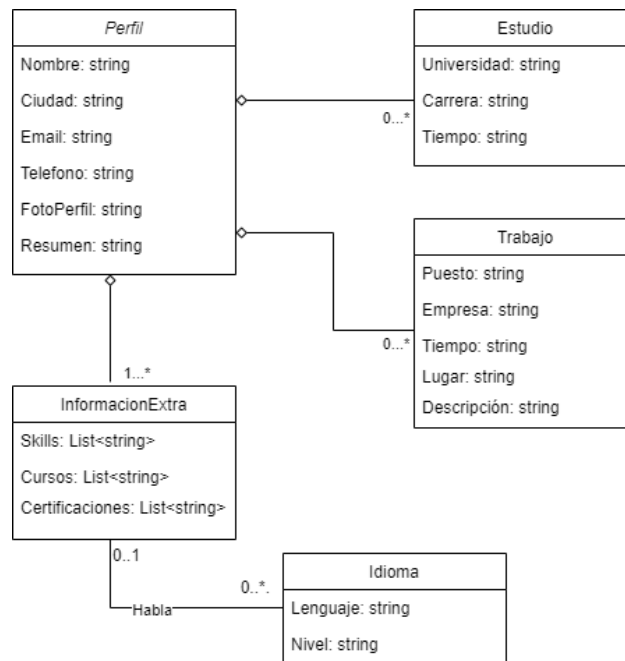 Perfil
Nombre: string
Ciudad: string
Email: string
Telefono: string
FotoPerfil: string
Resumen: string
Estudio
Universidad: string
Carrera: string
Tiempo: string
0...*
Trabajo
Puesto: string
Empresa: string
Tiempo: string
Lugar: string
Descripción: string
0...*
1...*
InformacionExtra
Skills: List<string>
Cursos: List<string>
Certificaciones: List<string>
0..1
0..*.
Habla
Idioma
Lenguaje: string
Nivel: string